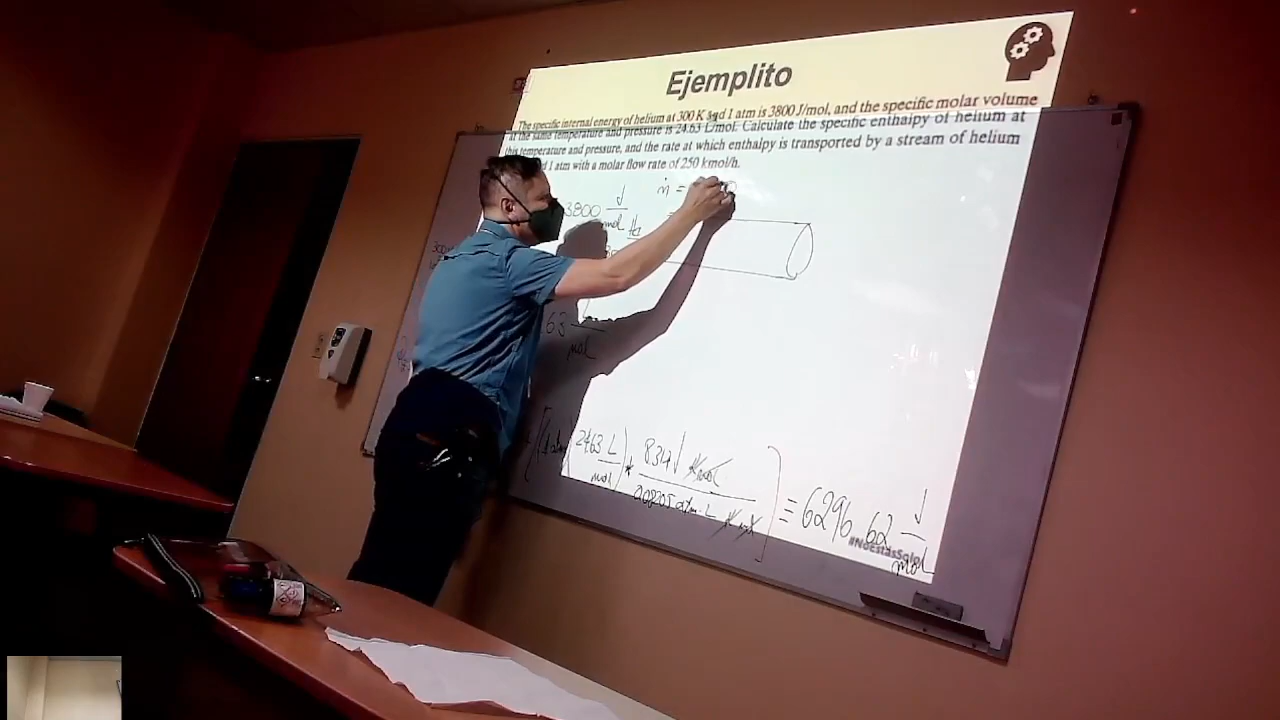 Ejemplito
The specific internal energy of helium at 300 K and 1 atm is 3800 J/mol, and the specific molar volume
at the same temperature and pressure is 24.63 L/mol. Calculate the specific enthalpy of helium at
this temperature and pressure, and the rate at which enthalpy is transported by a stream of helium
1 atm with a molar flow rate of 250 kmol/h.
3800 J/mol
ṅ =
63
mol
(1 atm) (24.63 L/mol) * 8.314 J / 0.08205 atm·L ] = 6296.62 J/mol
#NoEstásSolo